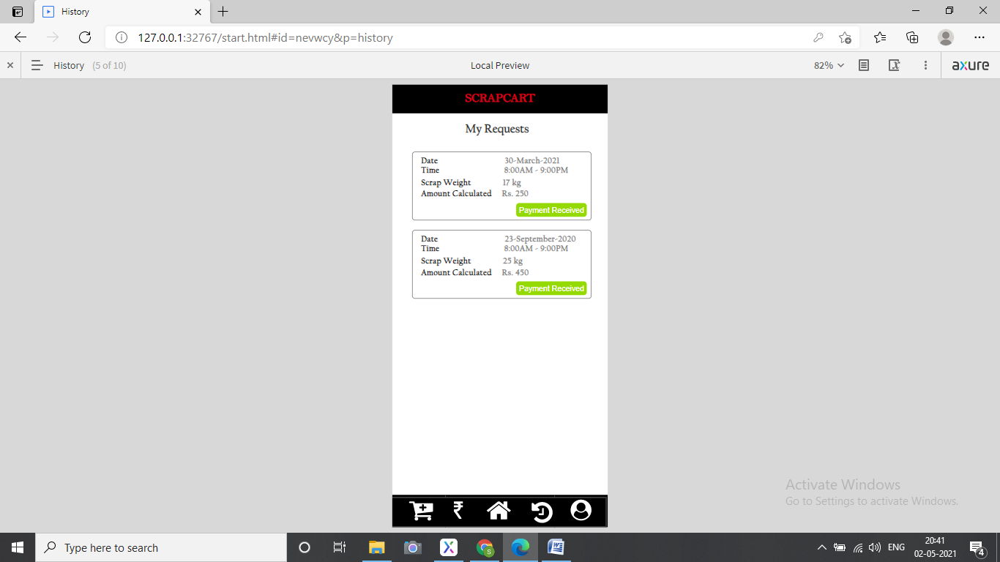 History
127.0.0.1:32767/start.html#id=nevwcy&p=history
History (5 of 10) Local Preview 82% axure
SCRAPCART
My Requests
Date 30-March-2021
Time 8:00AM - 9:00PM
Scrap Weight 17 kg
Amount Calculated Rs. 250
Payment Received
Date 23-September-2020
Time 8:00AM - 9:00PM
Scrap Weight 25 kg
Amount Calculated Rs. 450
Payment Received
₹
Activate Windows
Go to Settings to activate Windows.
Type here to search
S
W
ENG
20:41
02-05-2021
4